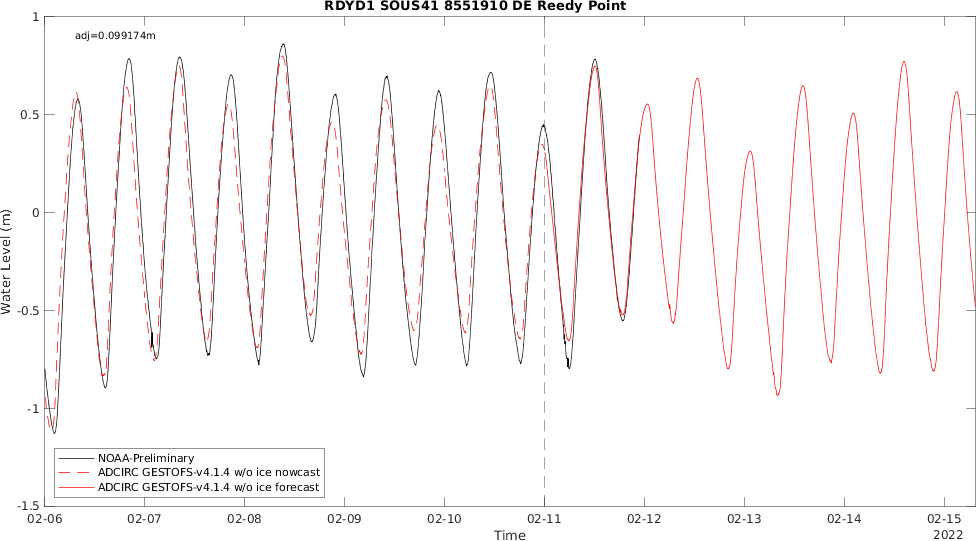 RDYD1 SOUS41 8551910 DE Reedy Point
adj=0.099174m
1
0.5
0
-0.5
-1
-1.5
Water Level (m)
NOAA-Preliminary
ADCIRC GESTOFS-v4.1.4 w/o ice nowcast
ADCIRC GESTOFS-v4.1.4 w/o ice forecast
02-06 02-07 02-08 02-09 02-10 02-11 02-12 02-13 02-14 02-15
Time
2022